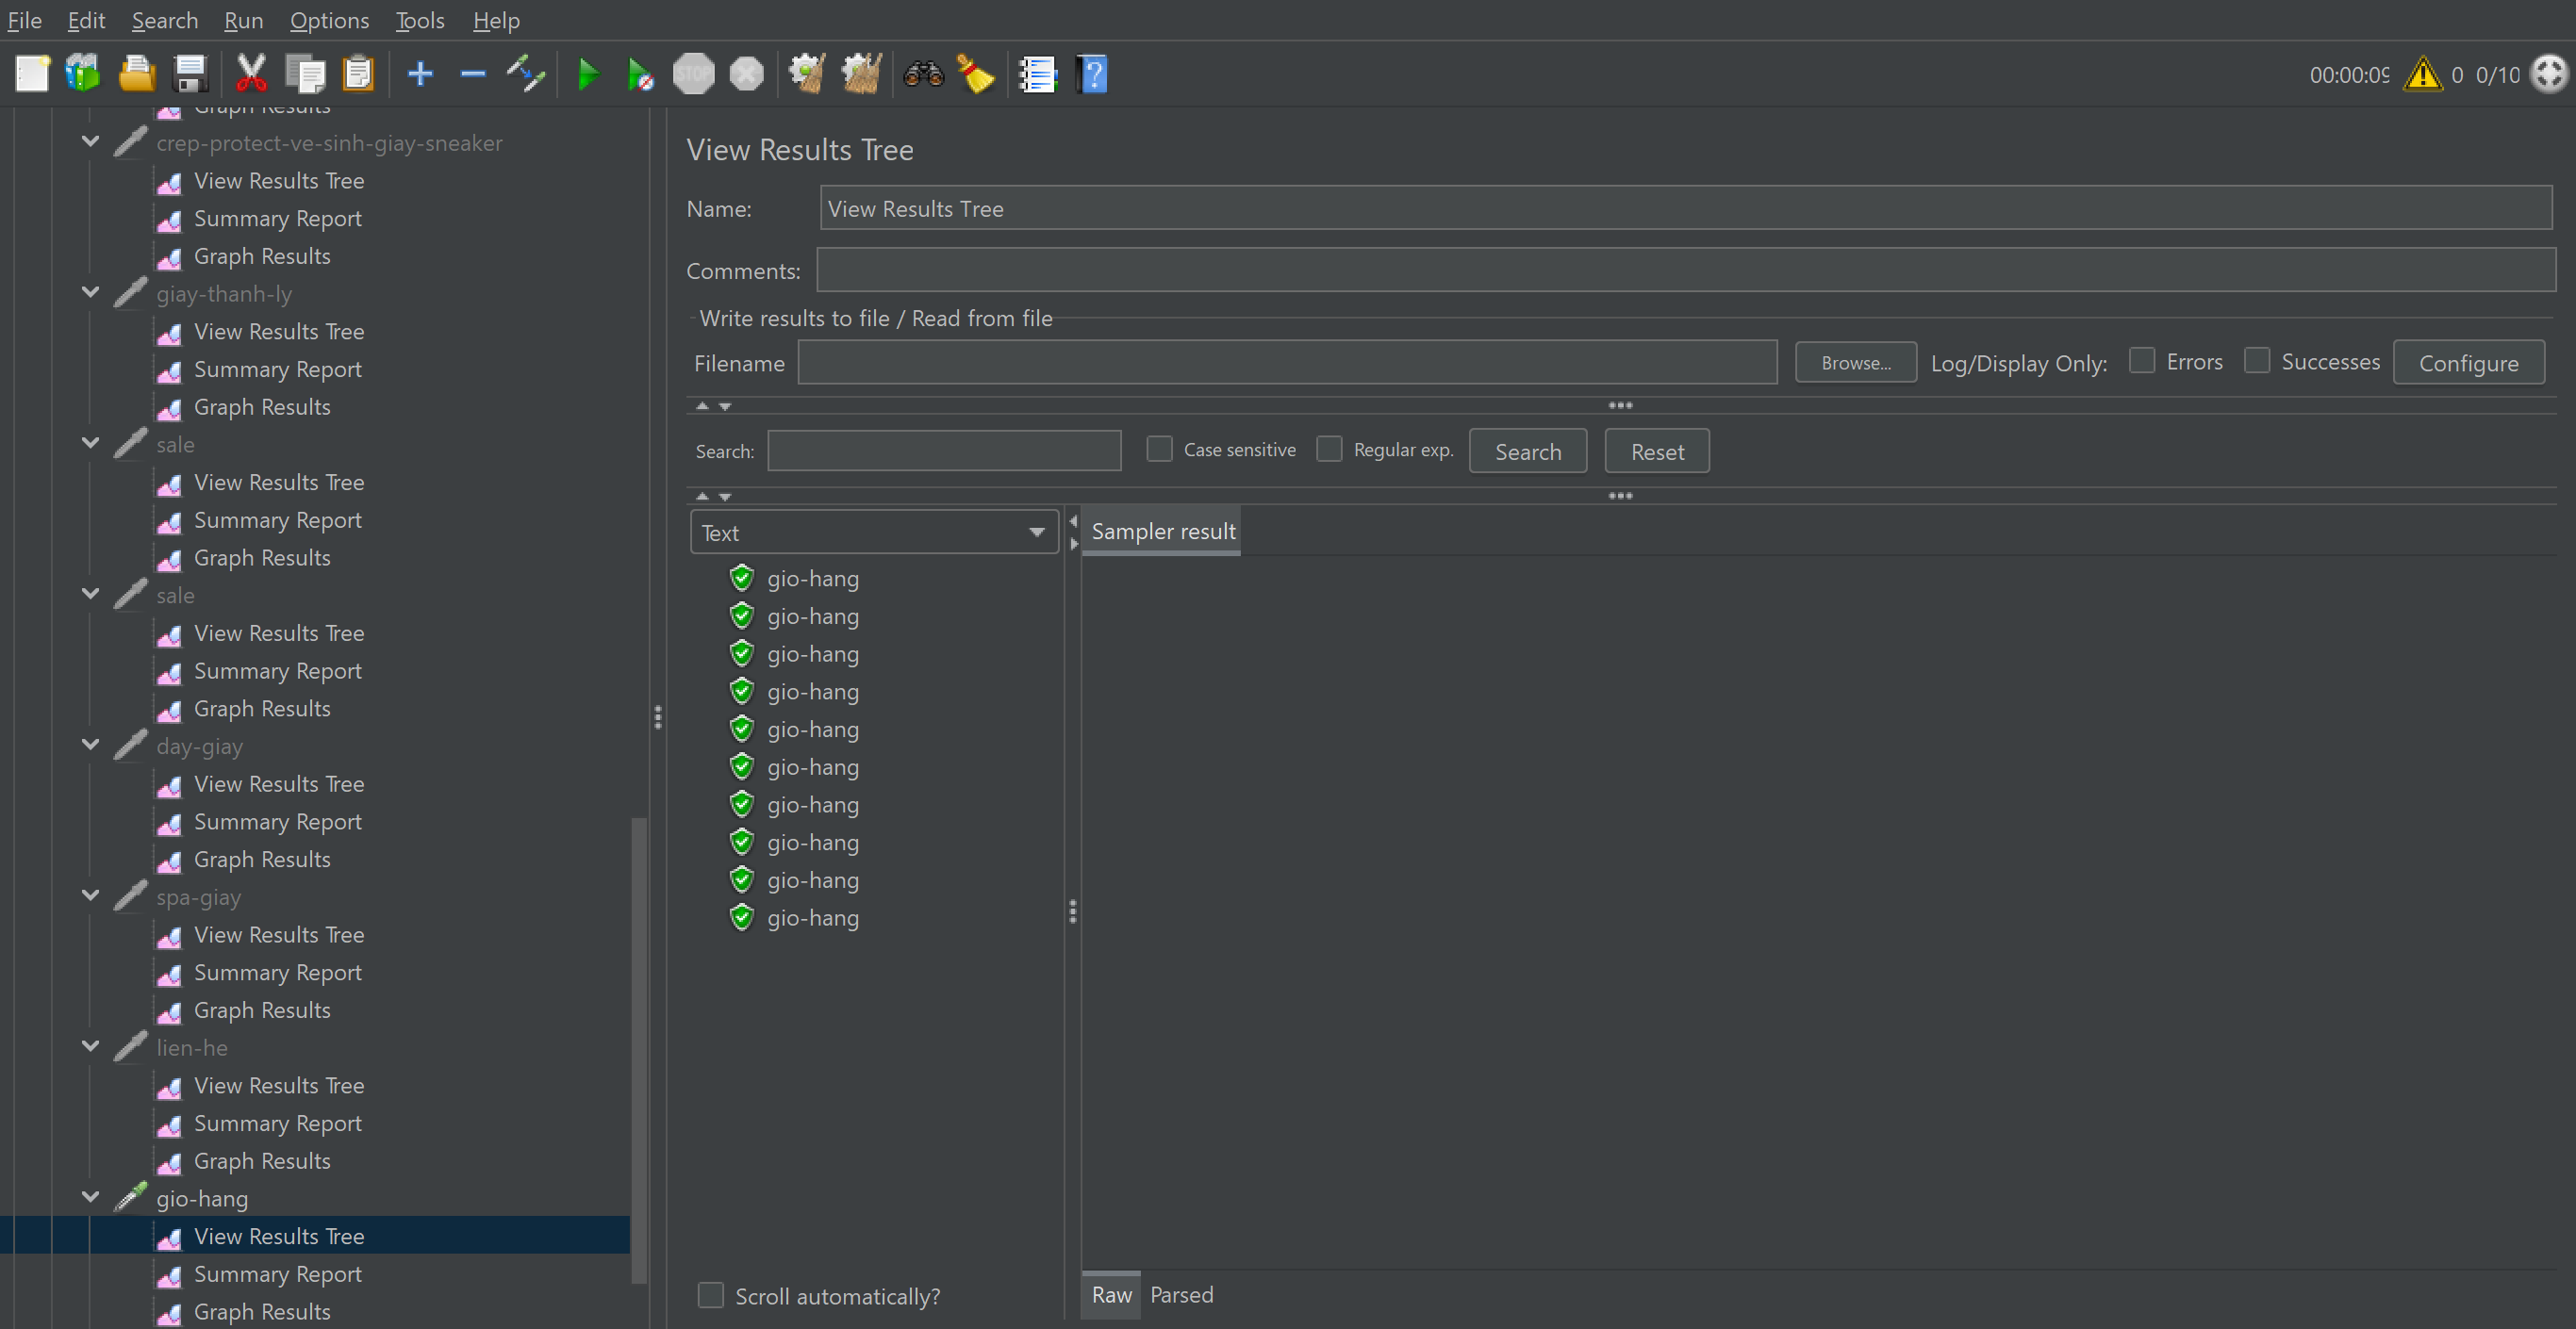 File Edit Search Run Options Tools Help
STOP
00:00:09 0 0/10
Graph Results
crep-protect-ve-sinh-giay-sneaker
View Results Tree
Summary Report
Graph Results
giay-thanh-ly
View Results Tree
Summary Report
Graph Results
sale
View Results Tree
Summary Report
Graph Results
sale
View Results Tree
Summary Report
Graph Results
day-giay
View Results Tree
Summary Report
Graph Results
spa-giay
View Results Tree
Summary Report
Graph Results
lien-he
View Results Tree
Summary Report
Graph Results
gio-hang
View Results Tree
Summary Report
Graph Results
View Results Tree
Name: View Results Tree
Comments:
Write results to file / Read from file
Filename Browse... Log/Display Only: Errors Successes Configure
Search: Case sensitive Regular exp. Search Reset
Text
gio-hang
gio-hang
gio-hang
gio-hang
gio-hang
gio-hang
gio-hang
gio-hang
gio-hang
gio-hang
Scroll automatically?
Sampler result
Raw Parsed